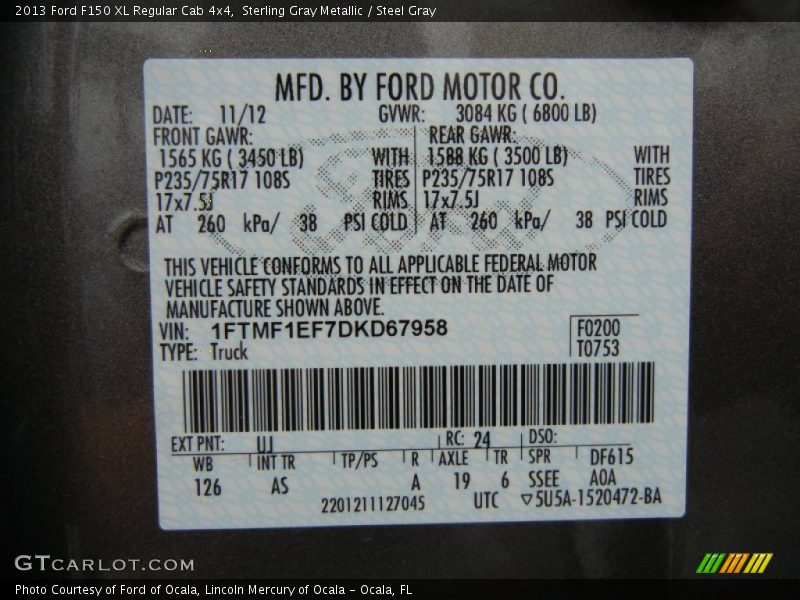 2013 Ford F150 XL Regular Cab 4x4,  Sterling Gray Metallic / Steel Gray
MFD. BY FORD MOTOR CO.
DATE: 11/12 GVWR: 3084 KG ( 6800 LB)
FRONT GAWR: REAR GAWR:
1565 KG ( 3450 LB) WITH 1588 KG ( 3500 LB) WITH
P235/75R17 108S TIRES P235/75R17 108S TIRES
17x7.5J RIMS 17x7.5J RIMS
AT 260 kPa/ 38 PSI COLD AT 260 kPa/ 38 PSI COLD
THIS VEHICLE CONFORMS TO ALL APPLICABLE FEDERAL MOTOR
VEHICLE SAFETY STANDARDS IN EFFECT ON THE DATE OF
MANUFACTURE SHOWN ABOVE.
VIN: 1FTMF1EF7DKD67958 F0200
TYPE: Truck T0753
EXT PNT: UJ RC: 24 DSO:
WB INT TR TP/PS R AXLE TR SPR DF615
126 AS A 19 6 SSEE A0A
2201211127045 UTC ▽5U5A-1520472-BA
GTCARLOT.COM
Photo Courtesy of Ford of Ocala, Lincoln Mercury of Ocala - Ocala, FL